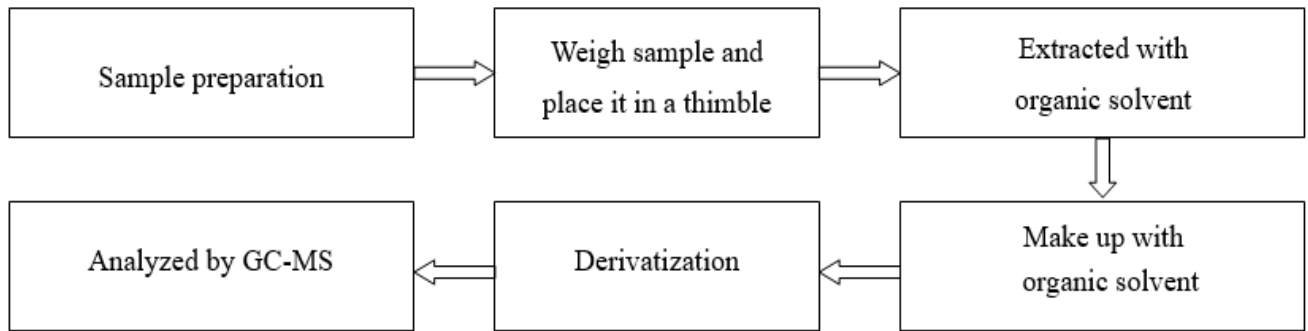 Sample preparation
Weigh sample and
place it in a thimble
Extracted with
organic solvent
Make up with
organic solvent
Derivatization
Analyzed by GC-MS